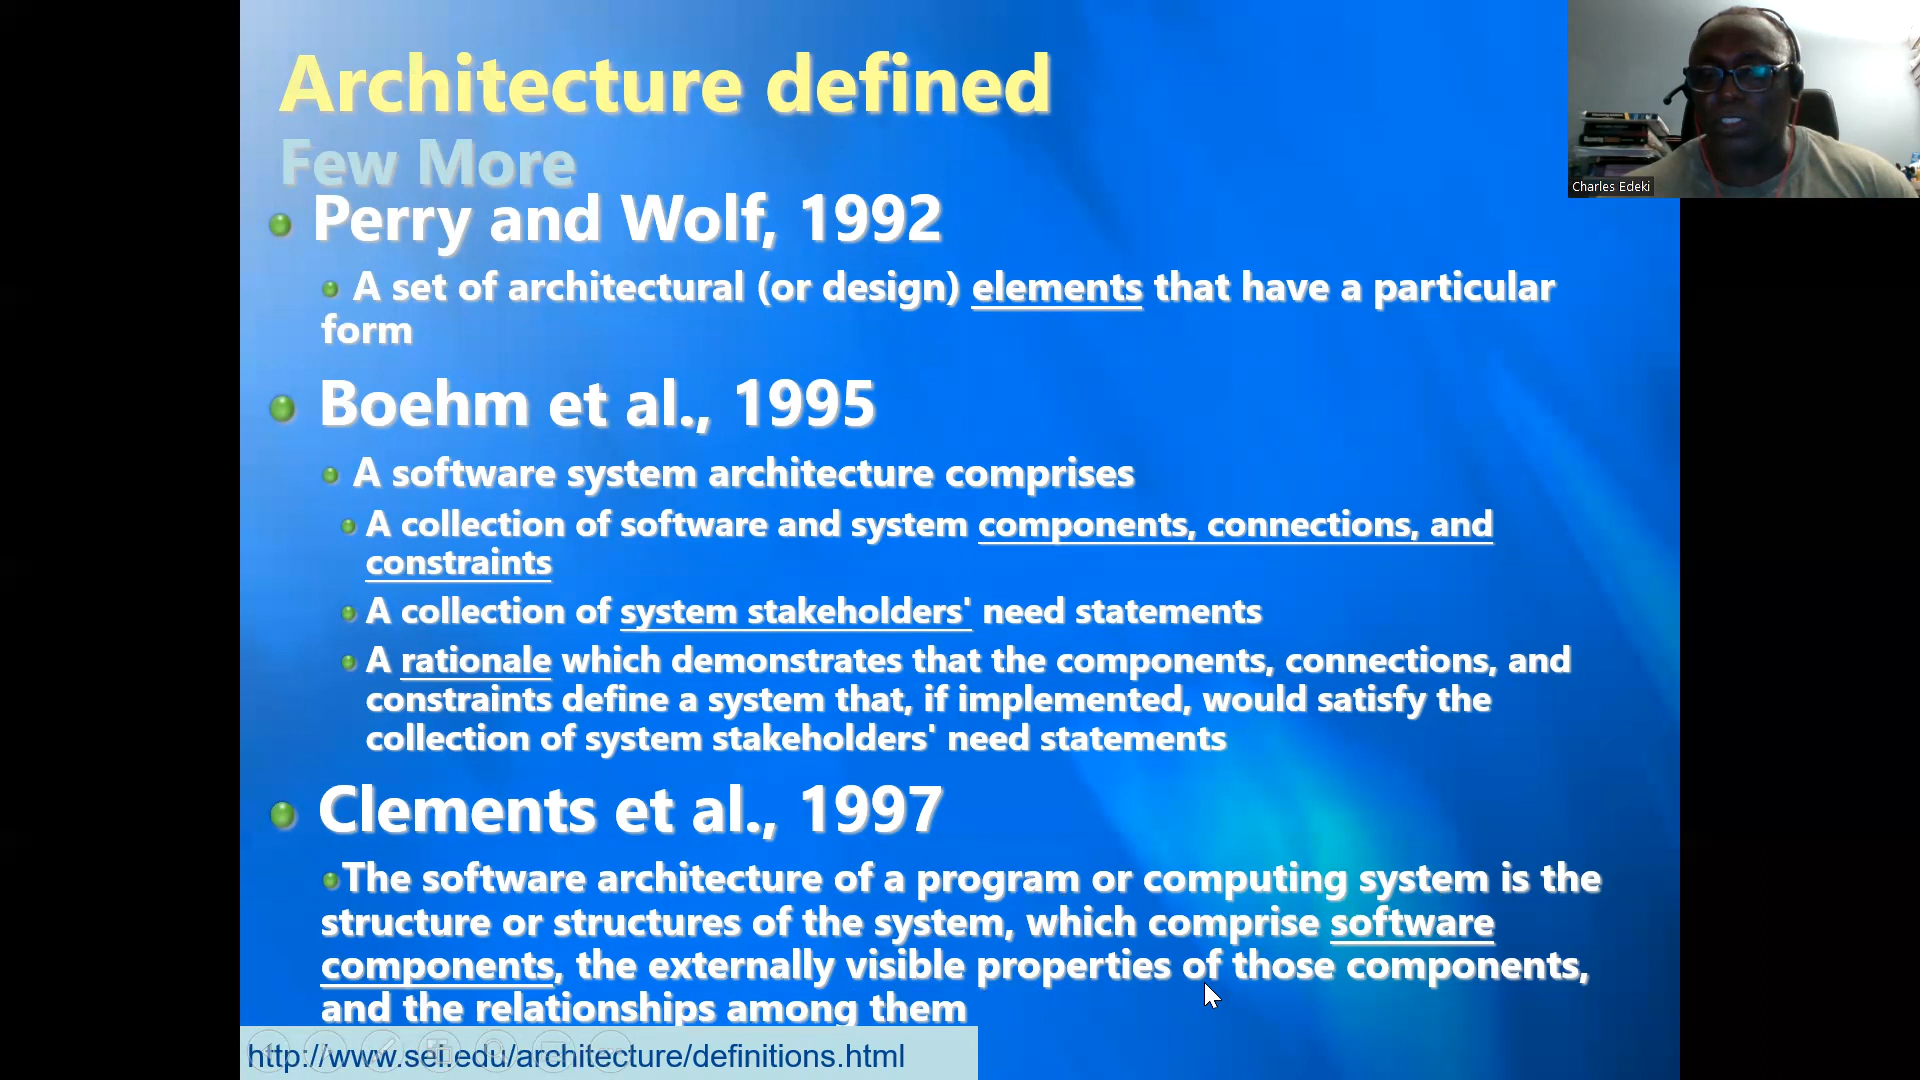 Architecture defined
Few More
Perry and Wolf, 1992
A set of architectural (or design) elements that have a particular
form
Boehm et al., 1995
A software system architecture comprises
A collection of software and system components, connections, and
constraints
A collection of system stakeholders' need statements
A rationale which demonstrates that the components, connections, and
constraints define a system that, if implemented, would satisfy the
collection of system stakeholders' need statements
Clements et al., 1997
The software architecture of a program or computing system is the
structure or structures of the system, which comprise software
components, the externally visible properties of those components,
and the relationships among them
http://www.sei.edu/architecture/definitions.html
Charles Edeki